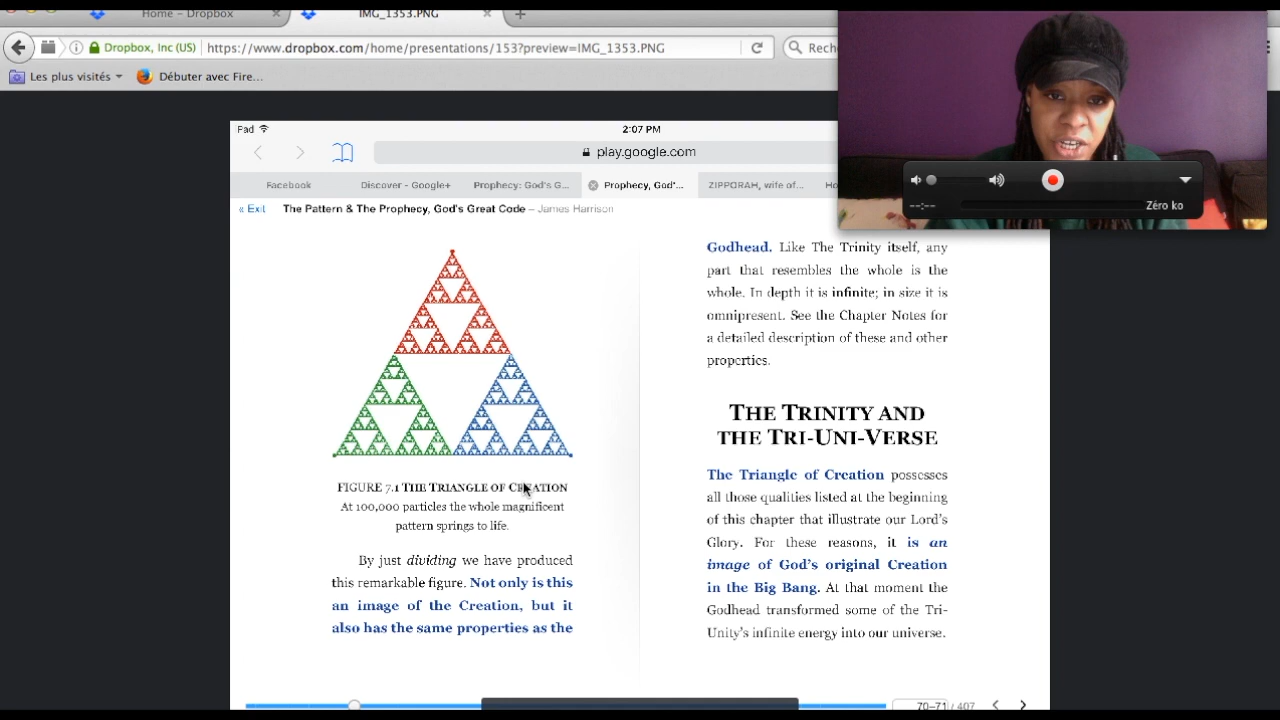 Home – Dropbox
IMG_1353.PNG
Dropbox, Inc (US)
https://www.dropbox.com/home/presentations/153?preview=IMG_1353.PNG
Rech
Les plus visités
Débuter avec Fire...
Pad
2:07 PM
play.google.com
Facebook
Discover - Google+
Prophecy: God's G...
Prophecy, God'...
ZIPPORAH, wife of...
Ho
« Exit
The Pattern & The Prophecy, God's Great Code – James Harrison
--:--
Zéro ko
FIGURE 7.1 THE TRIANGLE OF CREATION
At 100,000 particles the whole magnificent
pattern springs to life.
By just dividing we have produced
this remarkable figure. Not only is this
an image of the Creation, but it
also has the same properties as the
Godhead. Like The Trinity itself, any
part that resembles the whole is the
whole. In depth it is infinite; in size it is
omnipresent. See the Chapter Notes for
a detailed description of these and other
properties.
THE TRINITY AND
THE TRI-UNI-VERSE
The Triangle of Creation possesses
all those qualities listed at the beginning
of this chapter that illustrate our Lord's
Glory. For these reasons, it is an
image of God's original Creation
in the Big Bang. At that moment the
Godhead transformed some of the Tri-
Unity's infinite energy into our universe.
70–71 / 407